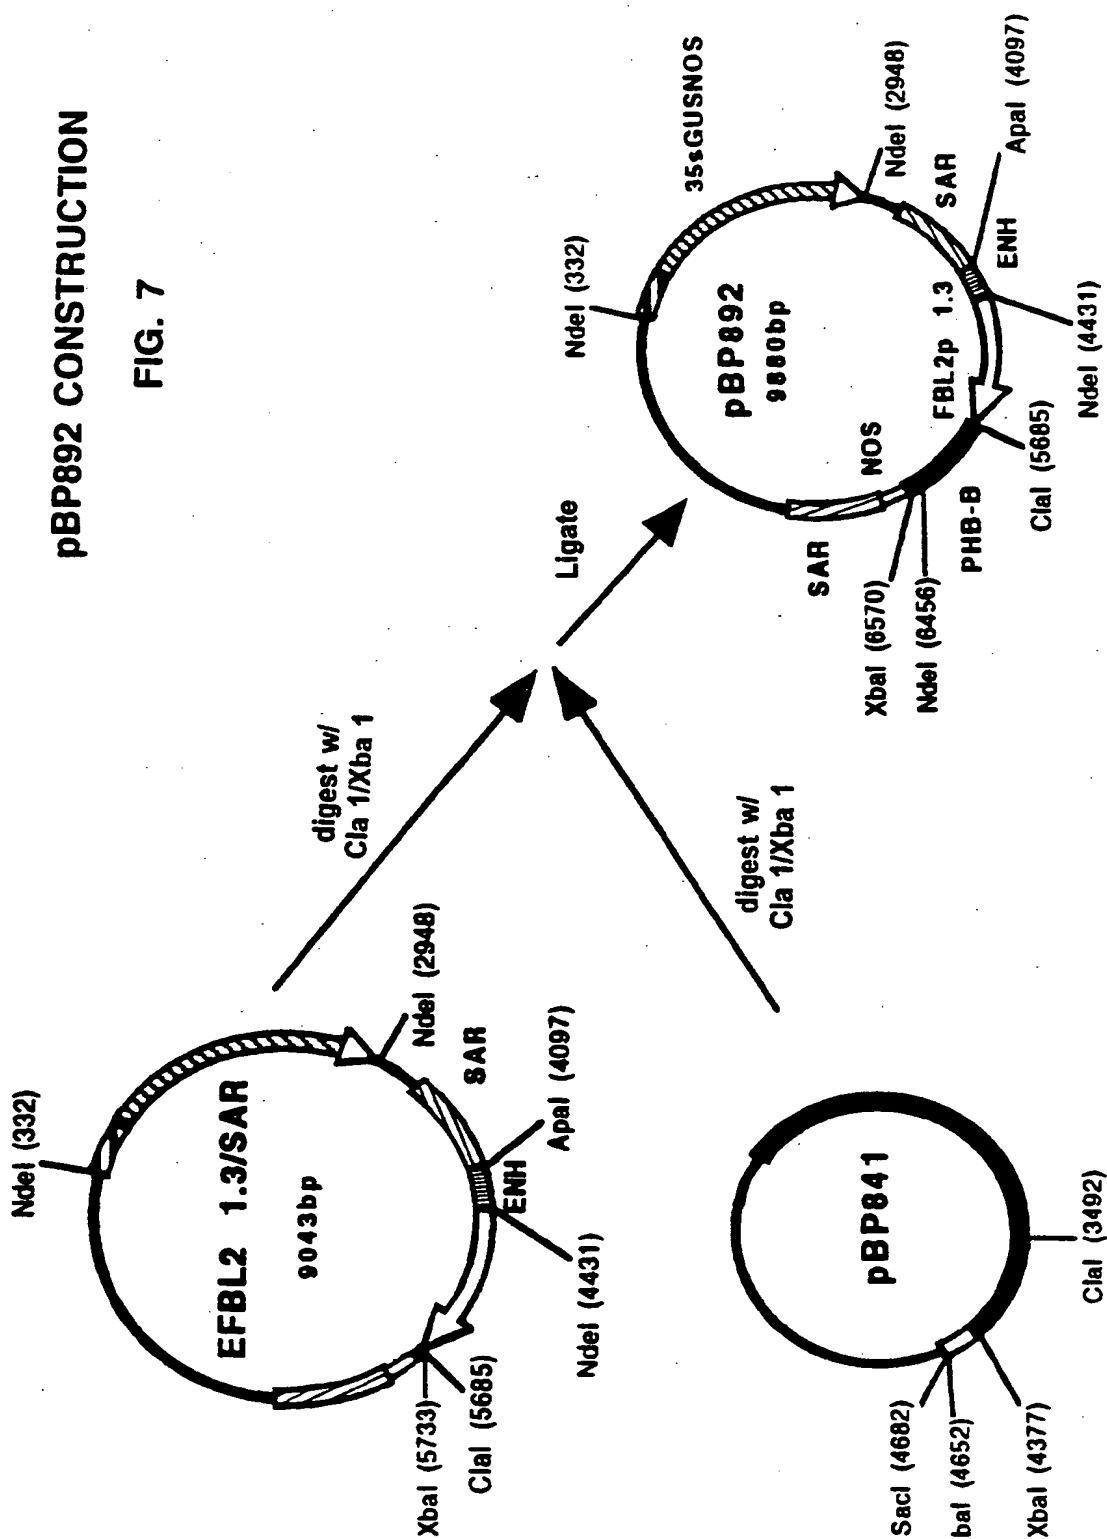 pBP892 CONSTRUCTION
FIG. 7
NdeI (332)
EFBL2 1.3/SAR
9043bp
NdeI (2948)
SAR
ApaI (4097)
ENH
NdeI (4431)
XbaI (5733)
ClaI (5685)
digest w/
Cla 1/Xba 1
pBP841
SacI (4682)
baI (4652)
XbaI (4377)
ClaI (3492)
digest w/
Cla 1/Xba 1
Ligate
NdeI (332)
35sGUSNOS
pBP892
9880bp
NdeI (2948)
SAR
ENH
ApaI (4097)
FBL2p 1.3
NdeI (4431)
NOS
SAR
XbaI (6570)
NdeI (6456)
PHB-B
ClaI (5685)